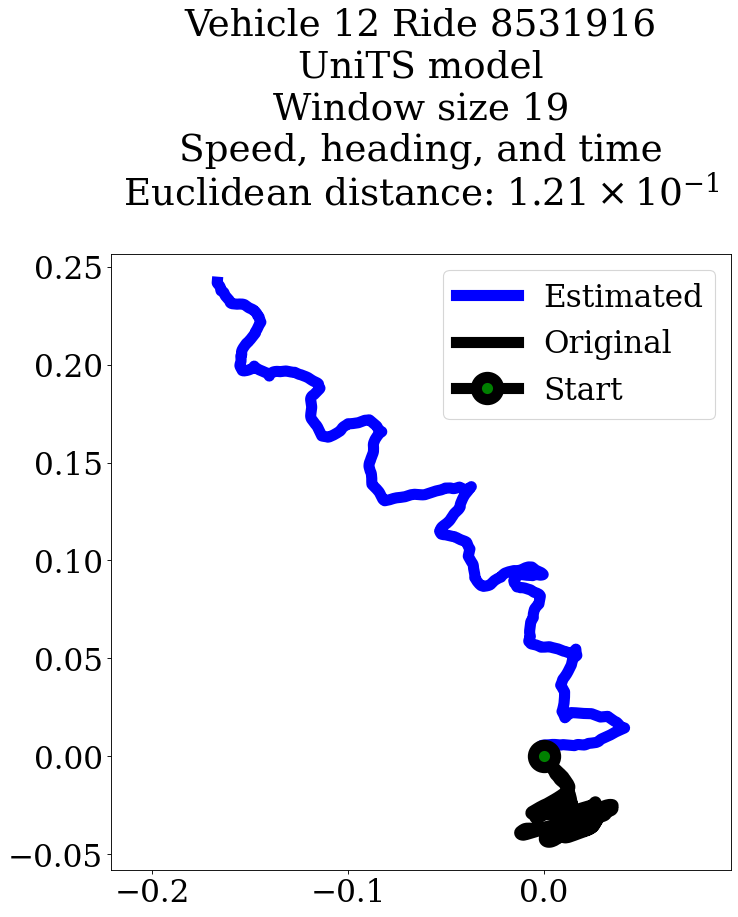 Vehicle 12 Ride 8531916
UniTS model
Window size 19
Speed, heading, and time
Euclidean distance: 1.21 × 10⁻¹
0.25
0.20
0.15
0.10
0.05
0.00
−0.05
−0.2
−0.1
0.0
Estimated
Original
Start